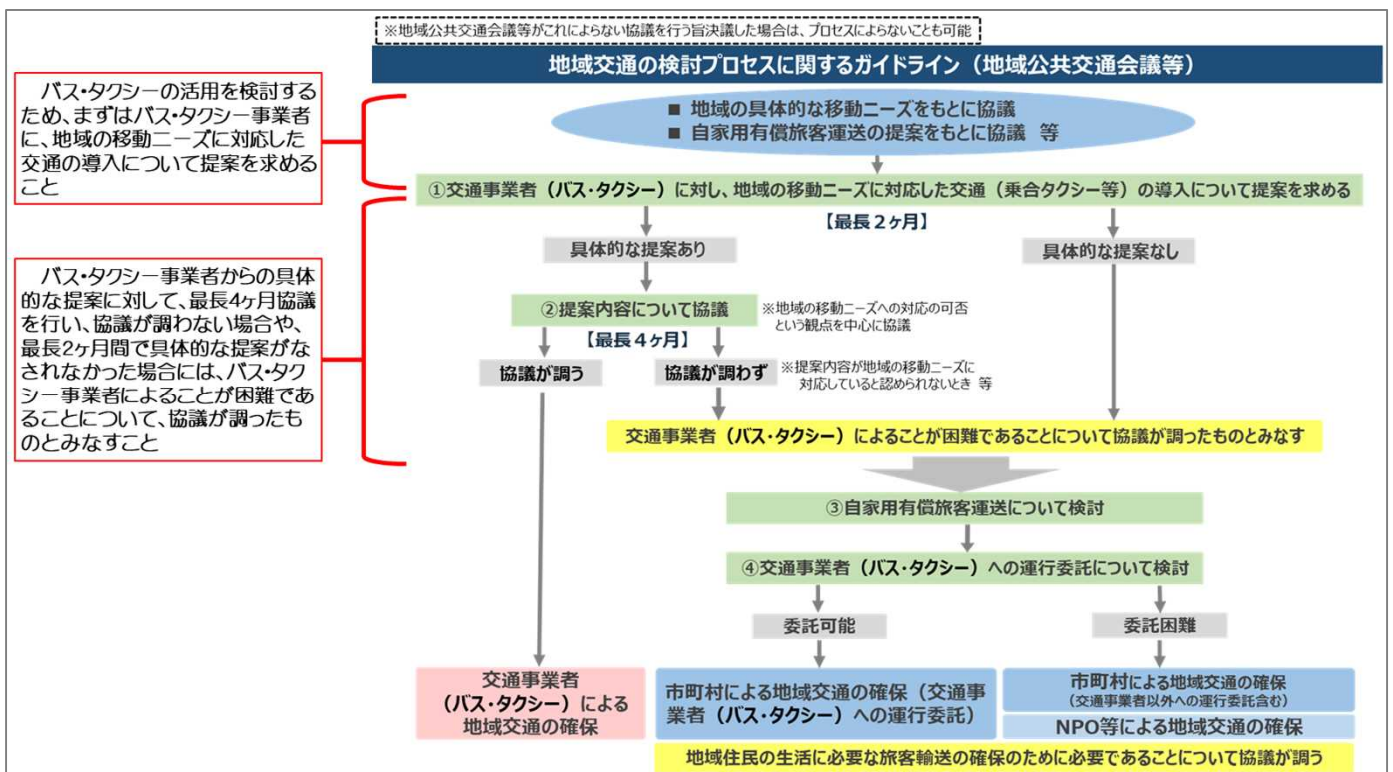 ※地域公共交通会議等がこれによらない協議を行う旨決議した場合は、プロセスによらないことも可能
地域交通の検討プロセスに関するガイドライン（地域公共交通会議等）
バス・タクシーの活用を検討する
ため、まずはバス・タクシー事業者
に、地域の移動ニーズに対応した
交通の導入について提案を求める
こと
■ 地域の具体的な移動ニーズをもとに協議
■ 自家用有償旅客運送の提案をもとに協議 等
①交通事業者（バス・タクシー）に対し、地域の移動ニーズに対応した交通（乗合タクシー等）の導入について提案を求める
【最長２ヶ月】
具体的な提案あり
具体的な提案なし
バス・タクシー事業者からの具体
的な提案に対して、最長4ヶ月協議
を行い、協議が調わない場合や、
最長2ヶ月間で具体的な提案がな
されなかった場合には、バス・タク
シー事業者によることが困難であ
ることについて、協議が調ったも
のとみなすこと
②提案内容について協議
※地域の移動ニーズへの対応の可否
という観点を中心に協議
【最長４ヶ月】
協議が調う
協議が調わず
※提案内容が地域の移動ニーズに
対応していると認められないとき 等
交通事業者（バス・タクシー）によることが困難であることについて協議が調ったものとみなす
③自家用有償旅客運送について検討
④交通事業者（バス・タクシー）への運行委託について検討
委託可能
委託困難
交通事業者
（バス・タクシー）による
地域交通の確保
市町村による地域交通の確保（交通事
業者（バス・タクシー）への運行委託）
市町村による地域交通の確保
（交通事業者以外への運行委託含む）
NPO等による地域交通の確保
地域住民の生活に必要な旅客輸送の確保のために必要であることについて協議が調う